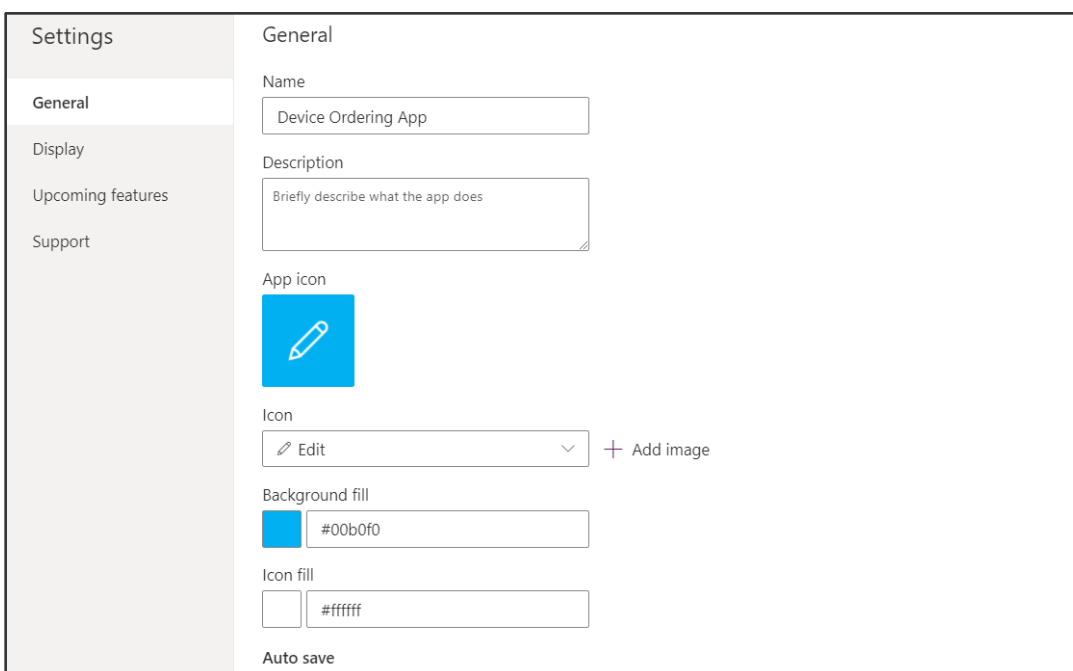 Settings
General
Display
Upcoming features
Support
General
Name
Device Ordering App
Description
Briefly describe what the app does
App icon
Icon
Edit
Add image
Background fill
#00b0f0
Icon fill
#ffffff
Auto save